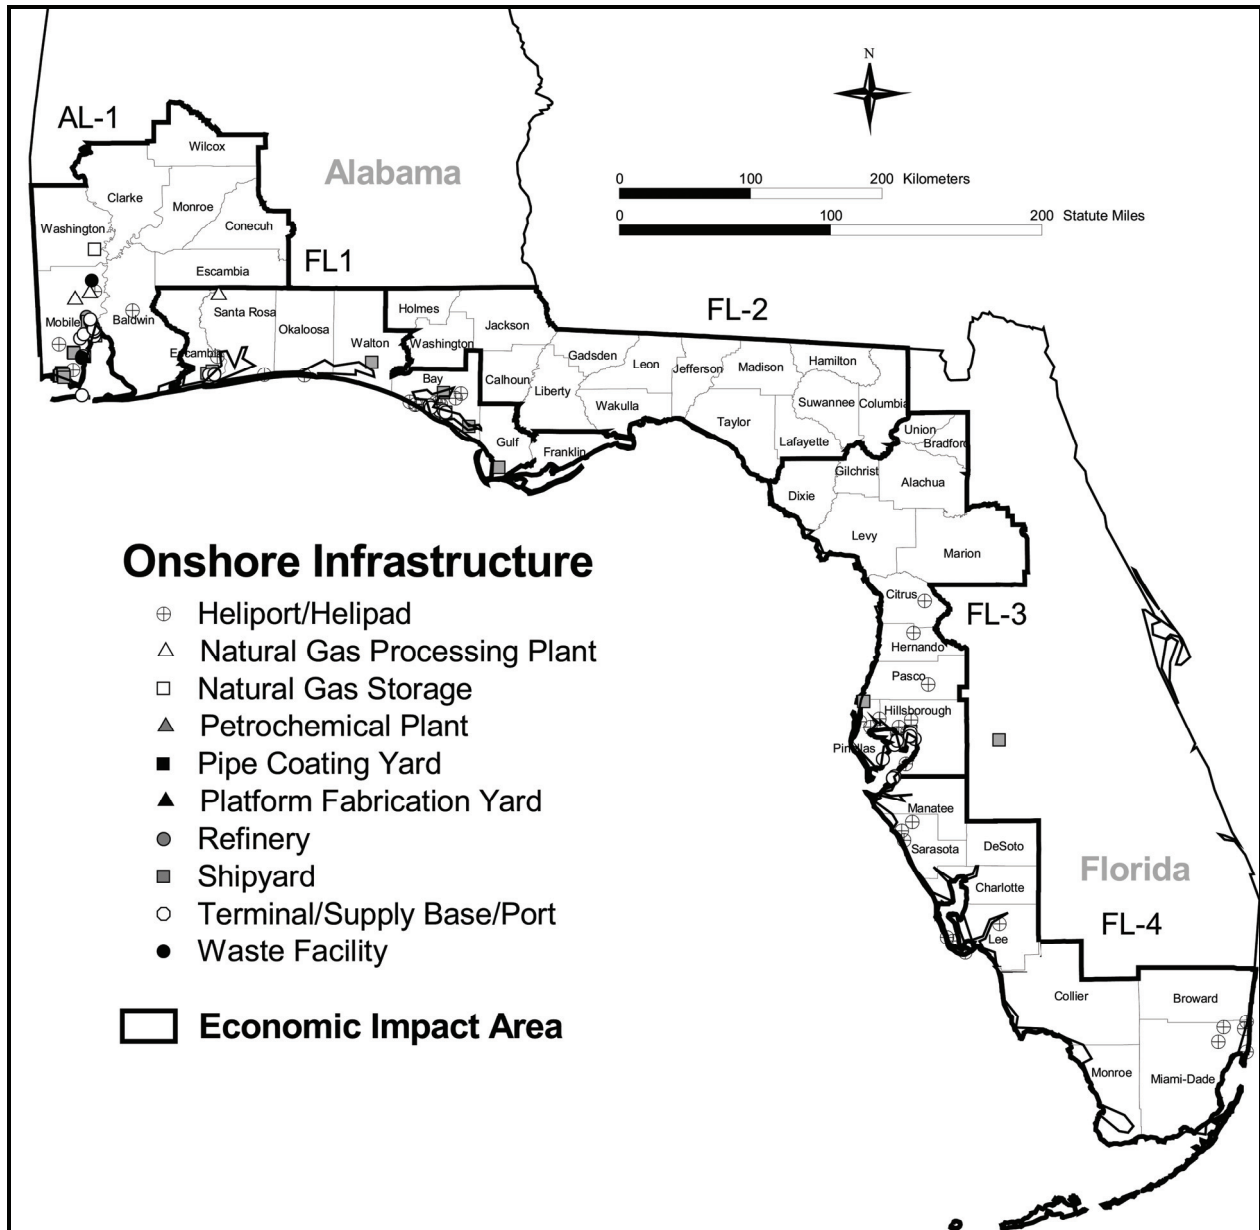 N
AL-1
Wilcox
Alabama
Clarke
Monroe
Washington
Conecuh
Escambia
Mobile
Baldwin
0 100 200 Kilometers
0 100 200 Statute Miles
FL1
Santa Rosa
Okaloosa
Walton
Escambia
FL-2
Holmes
Jackson
Washington
Bay
Calhoun
Gulf
Liberty
Gadsden
Leon
Wakulla
Franklin
Jefferson
Madison
Hamilton
Taylor
Suwannee
Columbia
Lafayette
Union
Bradford
Gilchrist
Alachua
Dixie
Levy
Marion
Citrus
FL-3
Hernando
Pasco
Hillsborough
Pinellas
Manatee
Sarasota
DeSoto
Charlotte
Lee
Florida
FL-4
Collier
Broward
Monroe
Miami-Dade
Onshore Infrastructure
Heliport/Helipad
Natural Gas Processing Plant
Natural Gas Storage
Petrochemical Plant
Pipe Coating Yard
Platform Fabrication Yard
Refinery
Shipyard
Terminal/Supply Base/Port
Waste Facility
Economic Impact Area